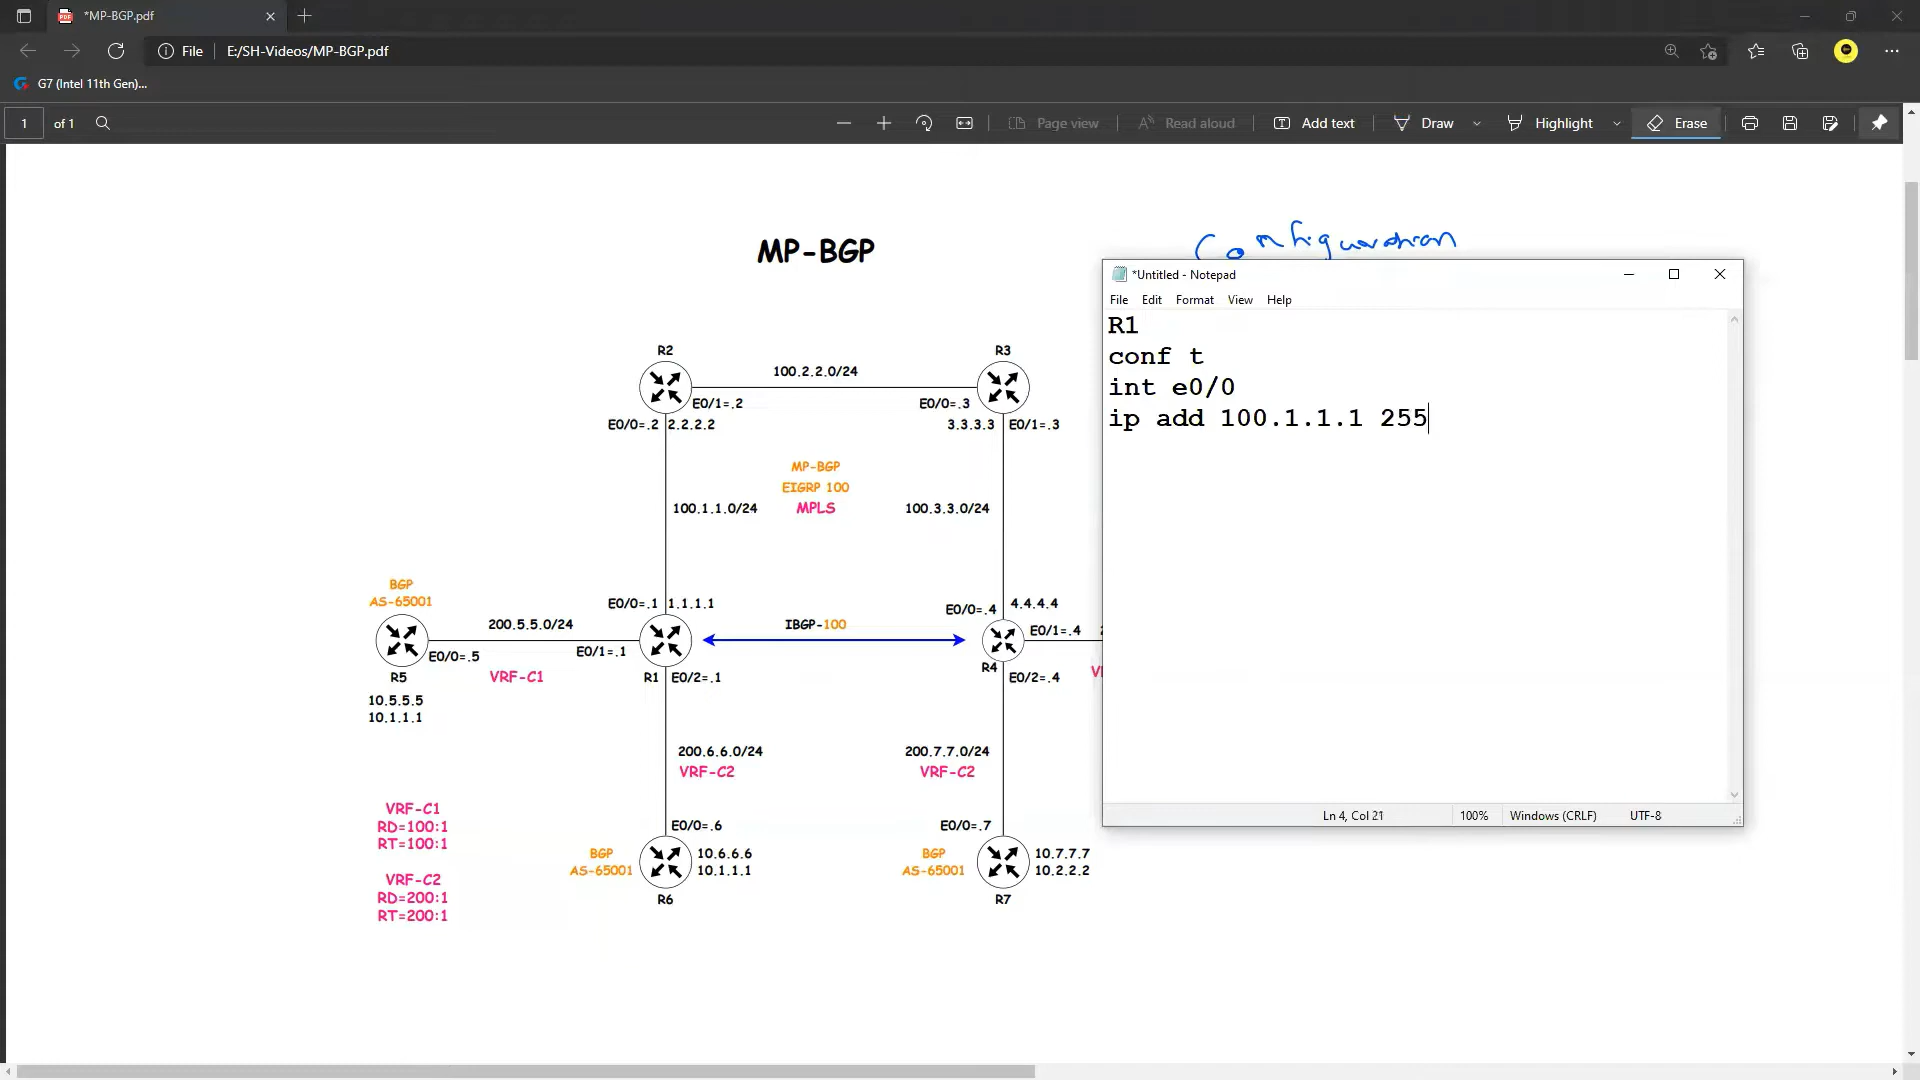 *MP-BGP.pdf
File E:/SH-Videos/MP-BGP.pdf
G7 (Intel 11th Gen)...
1 of 1 Page view Read aloud Add text Draw Highlight Erase
MP-BGP
Configuration
R2
R3
100.2.2.0/24
E0/1=.2
E0/0=.3
E0/0=.2 2.2.2.2
3.3.3.3 E0/1=.3
MP-BGP
EIGRP 100
MPLS
100.1.1.0/24
100.3.3.0/24
BGP
AS-65001
E0/0=.1 1.1.1.1
E0/0=.4 4.4.4.4
200.5.5.0/24
IBGP-100
E0/1=.4
E0/0=.5
E0/1=.1
R5
VRF-C1
R1 E0/2=.1
R4
E0/2=.4
10.5.5.5
10.1.1.1
200.6.6.0/24
VRF-C2
200.7.7.0/24
VRF-C2
VRF-C1
RD=100:1
RT=100:1
VRF-C2
RD=200:1
RT=200:1
E0/0=.6
BGP
AS-65001
10.6.6.6
10.1.1.1
R6
E0/0=.7
BGP
AS-65001
10.7.7.7
10.2.2.2
R7
*Untitled - Notepad
File Edit Format View Help
R1
conf t
int e0/0
ip add 100.1.1.1 255
Ln 4, Col 21 100% Windows (CRLF) UTF-8